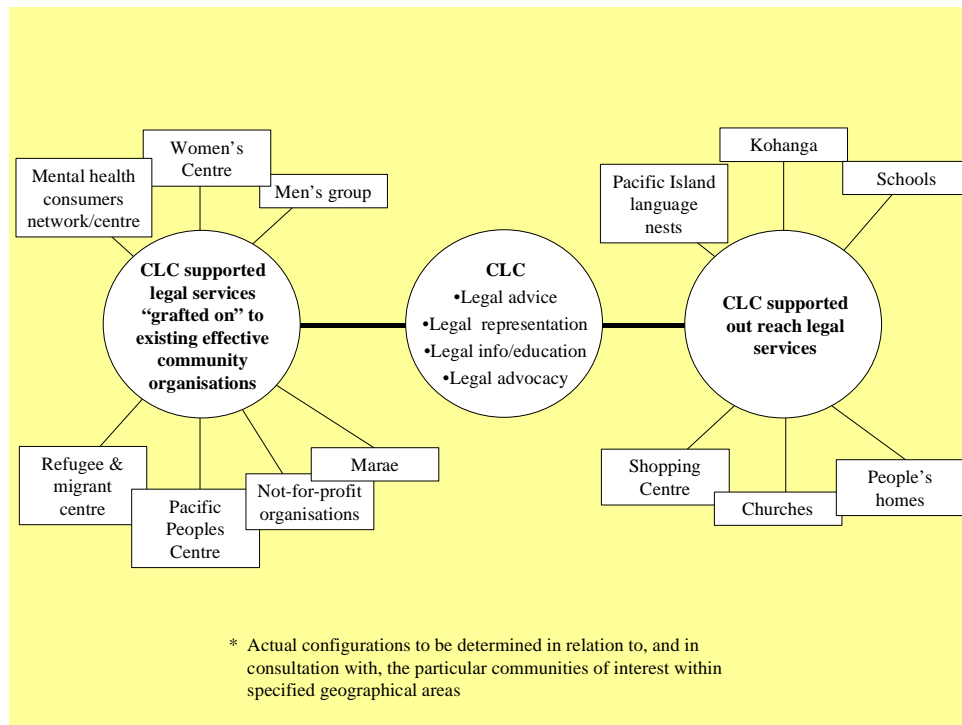 Women's
Centre
Mental health
consumers
network/centre
Men's group
CLC supported
legal services
“grafted on” to
existing effective
community
organisations
Refugee &
migrant
centre
Pacific
Peoples
Centre
Not-for-profit
organisations
Marae
CLC
•Legal advice
•Legal representation
•Legal info/education
•Legal advocacy
Kohanga
Pacific Island
language
nests
Schools
CLC supported
out reach legal
services
Shopping
Centre
Churches
People's
homes
* Actual configurations to be determined in relation to, and in
consultation with, the particular communities of interest within
specified geographical areas